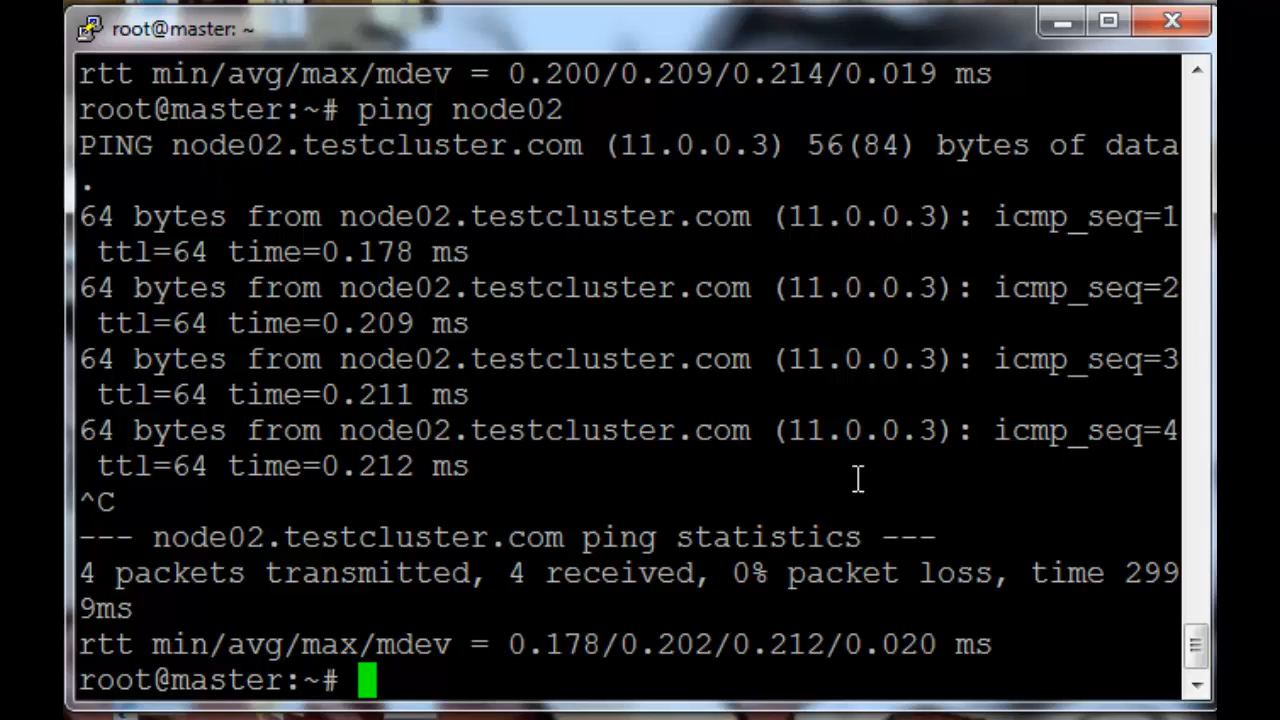 root@master: ~
rtt min/avg/max/mdev = 0.200/0.209/0.214/0.019 ms
root@master:~# ping node02
PING node02.testcluster.com (11.0.0.3) 56(84) bytes of data
.
64 bytes from node02.testcluster.com (11.0.0.3): icmp_seq=1
 ttl=64 time=0.178 ms
64 bytes from node02.testcluster.com (11.0.0.3): icmp_seq=2
 ttl=64 time=0.209 ms
64 bytes from node02.testcluster.com (11.0.0.3): icmp_seq=3
 ttl=64 time=0.211 ms
64 bytes from node02.testcluster.com (11.0.0.3): icmp_seq=4
 ttl=64 time=0.212 ms
^C
--- node02.testcluster.com ping statistics ---
4 packets transmitted, 4 received, 0% packet loss, time 299
9ms
rtt min/avg/max/mdev = 0.178/0.202/0.212/0.020 ms
root@master:~#